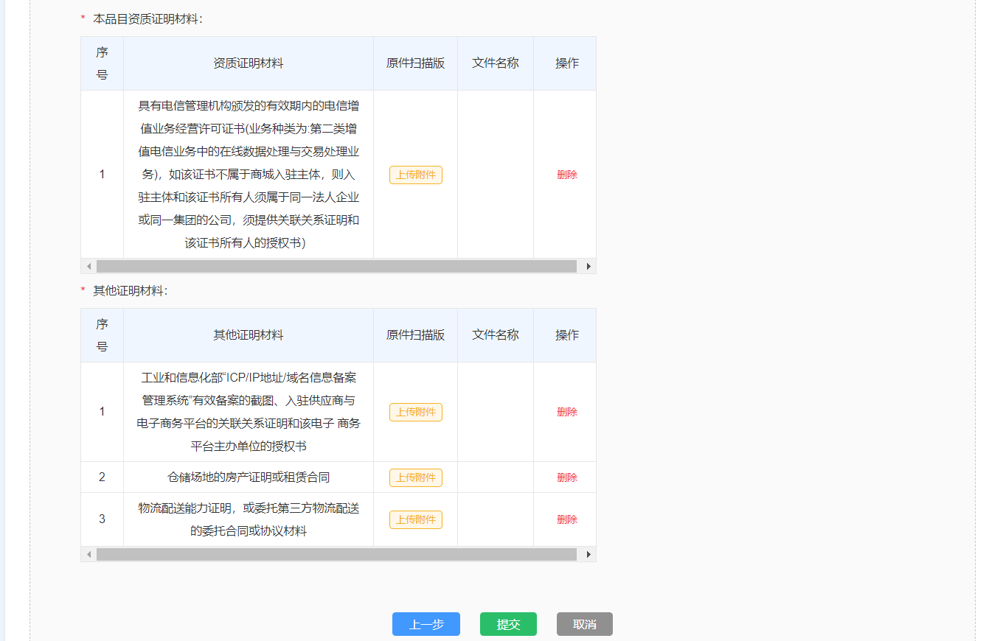 * 本品目资质证明材料：
序
号
资质证明材料
原件扫描版
文件名称
操作
1
具有电信管理机构颁发的有效期内的电信增
值业务经营许可证书(业务种类为:第二类增
值电信业务中的在线数据处理与交易处理业
务)，如该证书不属于商城入驻主体，则入
驻主体和该证书所有人须属于同一法人企业
或同一集团的公司，须提供关联关系证明和
该证书所有人的授权书）
上传附件
删除
* 其他证明材料：
序
号
其他证明材料
原件扫描版
文件名称
操作
1
工业和信息化部“ICP/IP地址/域名信息备案
管理系统”有效备案的截图、入驻供应商与
电子商务平台的关联关系证明和该电子 商务
平台主办单位的授权书
上传附件
删除
2
仓储场地的房产证明或租赁合同
上传附件
删除
3
物流配送能力证明，或委托第三方物流配送
的委托合同或协议材料
上传附件
删除
上一步
提交
取消